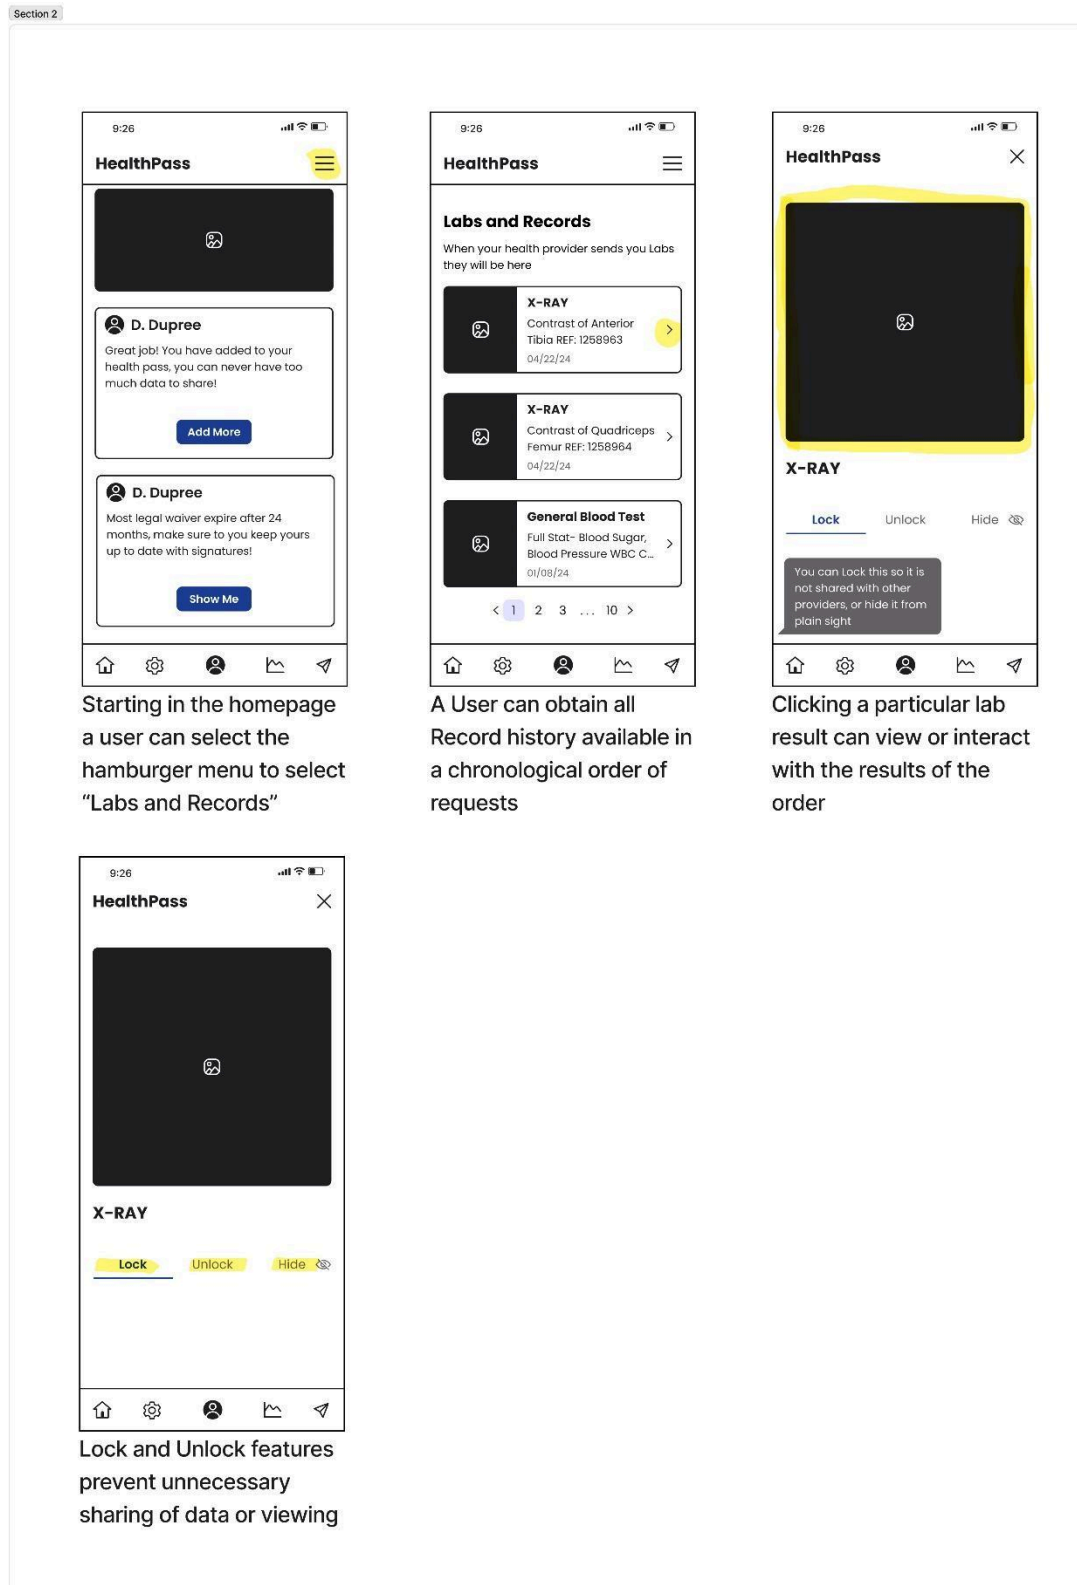 Section 2
9:26
HealthPass
D. Dupree
Great job! You have added to your
health pass, you can never have too
much data to share!
Add More
D. Dupree
Most legal waiver expire after 24
months, make sure to you keep yours
up to date with signatures!
Show Me
Starting in the homepage
a user can select the
hamburger menu to select
“Labs and Records”
9:26
HealthPass
Labs and Records
When your health provider sends you Labs
they will be here
X-RAY
Contrast of Anterior
Tibia REF: 1258963
04/22/24
X-RAY
Contrast of Quadriceps
Femur REF: 1258964
04/22/24
General Blood Test
Full Stat- Blood Sugar,
Blood Pressure WBC C...
01/08/24
< 1 2 3 ... 10 >
A User can obtain all
Record history available in
a chronological order of
requests
9:26
HealthPass
X-RAY
Lock Unlock Hide
You can Lock this so it is
not shared with other
providers, or hide it from
plain sight
Clicking a particular lab
result can view or interact
with the results of the
order
9:26
HealthPass
X-RAY
Lock Unlock Hide
Lock and Unlock features
prevent unnecessary
sharing of data or viewing